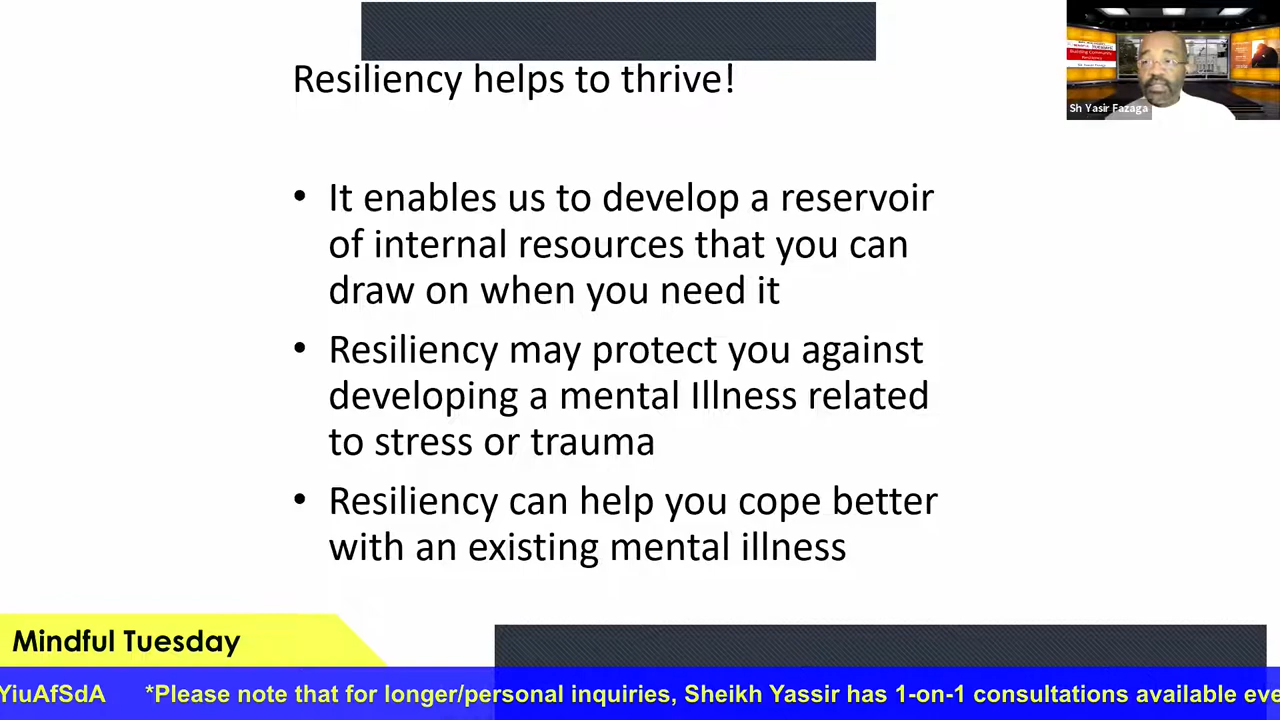 Resiliency helps to thrive!
• It enables us to develop a reservoir
of internal resources that you can
draw on when you need it
• Resiliency may protect you against
developing a mental Illness related
to stress or trauma
• Resiliency can help you cope better
with an existing mental illness
Sh Yasir Fazaga
Mindful Tuesday
YiuAfSdA *Please note that for longer/personal inquiries, Sheikh Yassir has 1-on-1 consultations available eve